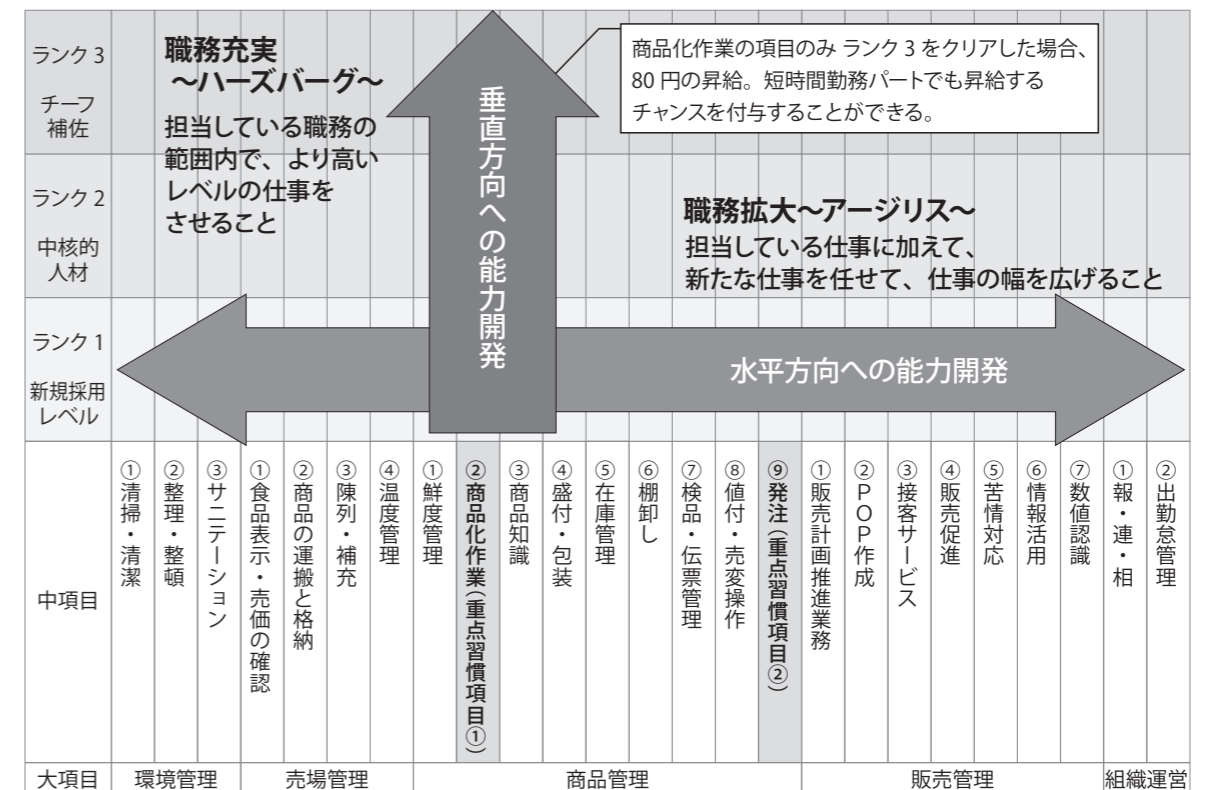 ランク 3
チーフ
補佐
職務充実
～ハーズバーグ～
担当している職務の
範囲内で、より高い
レベルの仕事を
させること
垂直方向への能力開発
商品化作業の項目のみ ランク 3 をクリアした場合、
80 円の昇給。短時間勤務パートでも昇給する
チャンスを付与することができる。
ランク 2
中核的
人材
職務拡大～アージリス～
担当している仕事に加えて、
新たな仕事を任せて、仕事の幅を広げること
ランク 1
新規採用
レベル
水平方向への能力開発
中項目
①清掃・清潔
②整理・整頓
③サニテーション
①食品表示・売価の確認
②商品の運搬と格納
③陳列・補充
④温度管理
①鮮度管理
②商品化作業(重点習慣項目①)
③商品知識
④盛付・包装
⑤在庫管理
⑥棚卸し
⑦検品・伝票管理
⑧値付・売変操作
⑨発注(重点習慣項目②)
①販売計画推進業務
②POP作成
③接客サービス
④販売促進
⑤苦情対応
⑥情報活用
⑦数値認識
①報・連・相
②出勤怠管理
大項目
環境管理
売場管理
商品管理
販売管理
組織運営